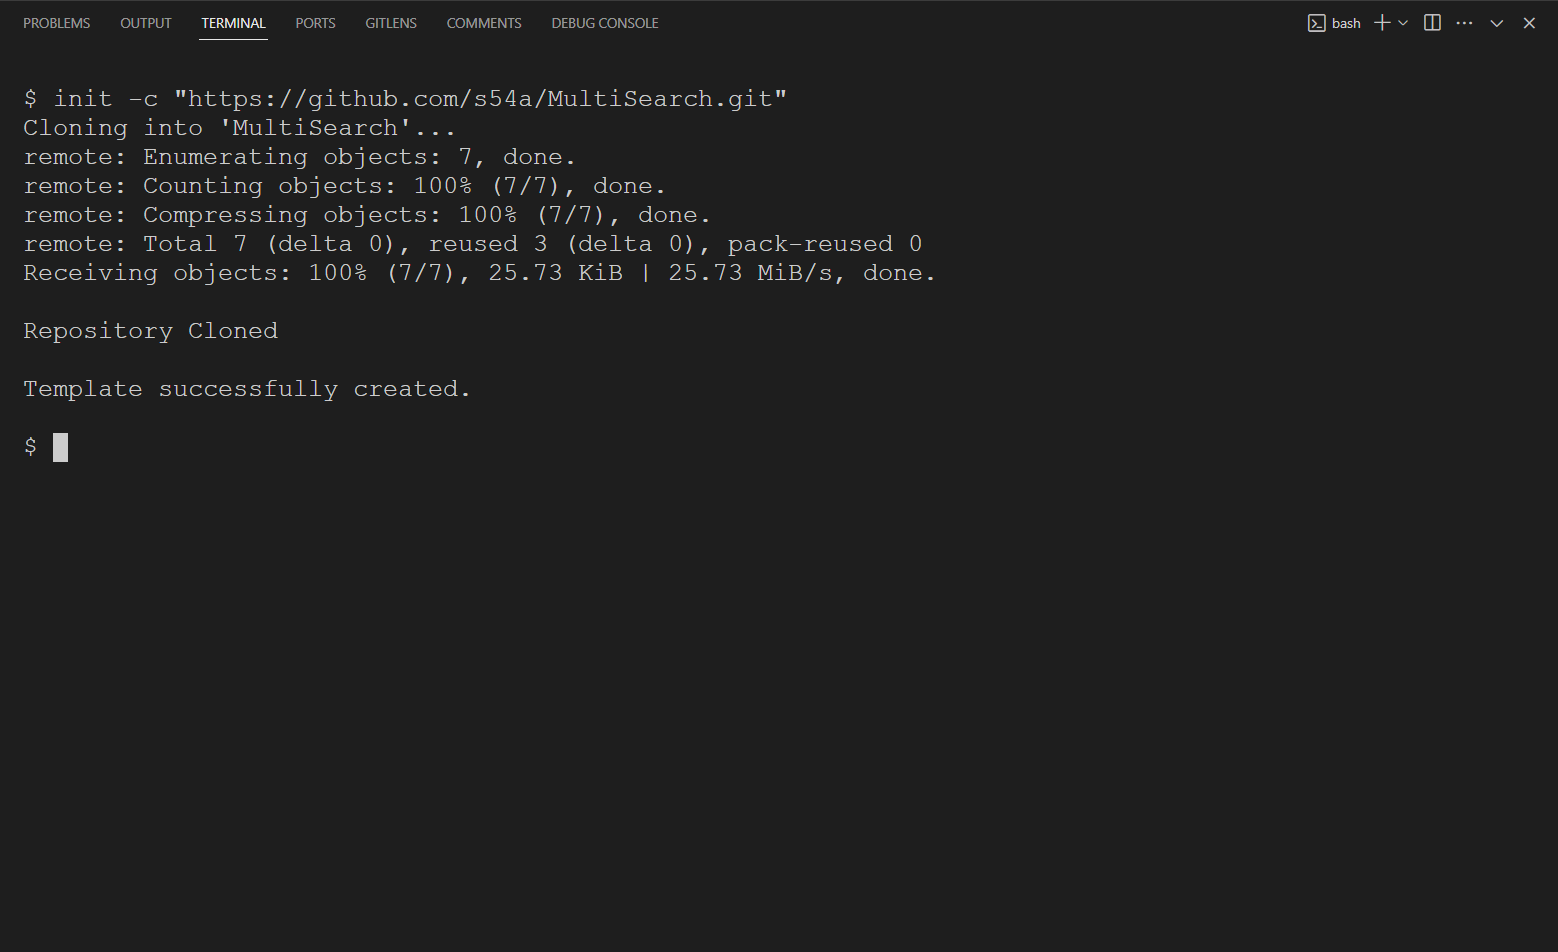 PROBLEMS OUTPUT TERMINAL PORTS GITLENS COMMENTS DEBUG CONSOLE bash
$ init -c "https://github.com/s54a/MultiSearch.git"
Cloning into 'MultiSearch'...
remote: Enumerating objects: 7, done.
remote: Counting objects: 100% (7/7), done.
remote: Compressing objects: 100% (7/7), done.
remote: Total 7 (delta 0), reused 3 (delta 0), pack-reused 0
Receiving objects: 100% (7/7), 25.73 KiB | 25.73 MiB/s, done.
Repository Cloned
Template successfully created.
$